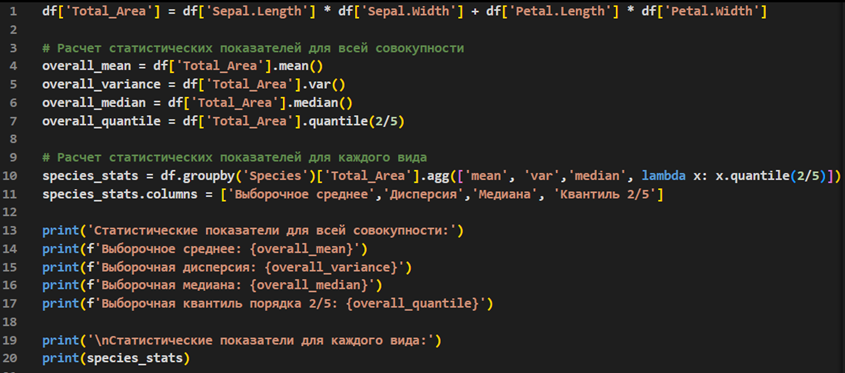 1 df['Total_Area'] = df['Sepal.Length'] * df['Sepal.Width'] + df['Petal.Length'] * df['Petal.Width']
2
3 # Расчет статистических показателей для всей совокупности
4 overall_mean = df['Total_Area'].mean()
5 overall_variance = df['Total_Area'].var()
6 overall_median = df['Total_Area'].median()
7 overall_quantile = df['Total_Area'].quantile(2/5)
8
9 # Расчет статистических показателей для каждого вида
10 species_stats = df.groupby('Species')['Total_Area'].agg(['mean', 'var','median', lambda x: x.quantile(2/5)])
11 species_stats.columns = ['Выборочное среднее','Дисперсия','Медиана', 'Квантиль 2/5']
12
13 print('Статистические показатели для всей совокупности:')
14 print(f'Выборочное среднее: {overall_mean}')
15 print(f'Выборочная дисперсия: {overall_variance}')
16 print(f'Выборочная медиана: {overall_median}')
17 print(f'Выборочная квантиль порядка 2/5: {overall_quantile}')
18
19 print('\nСтатистические показатели для каждого вида:')
20 print(species_stats)